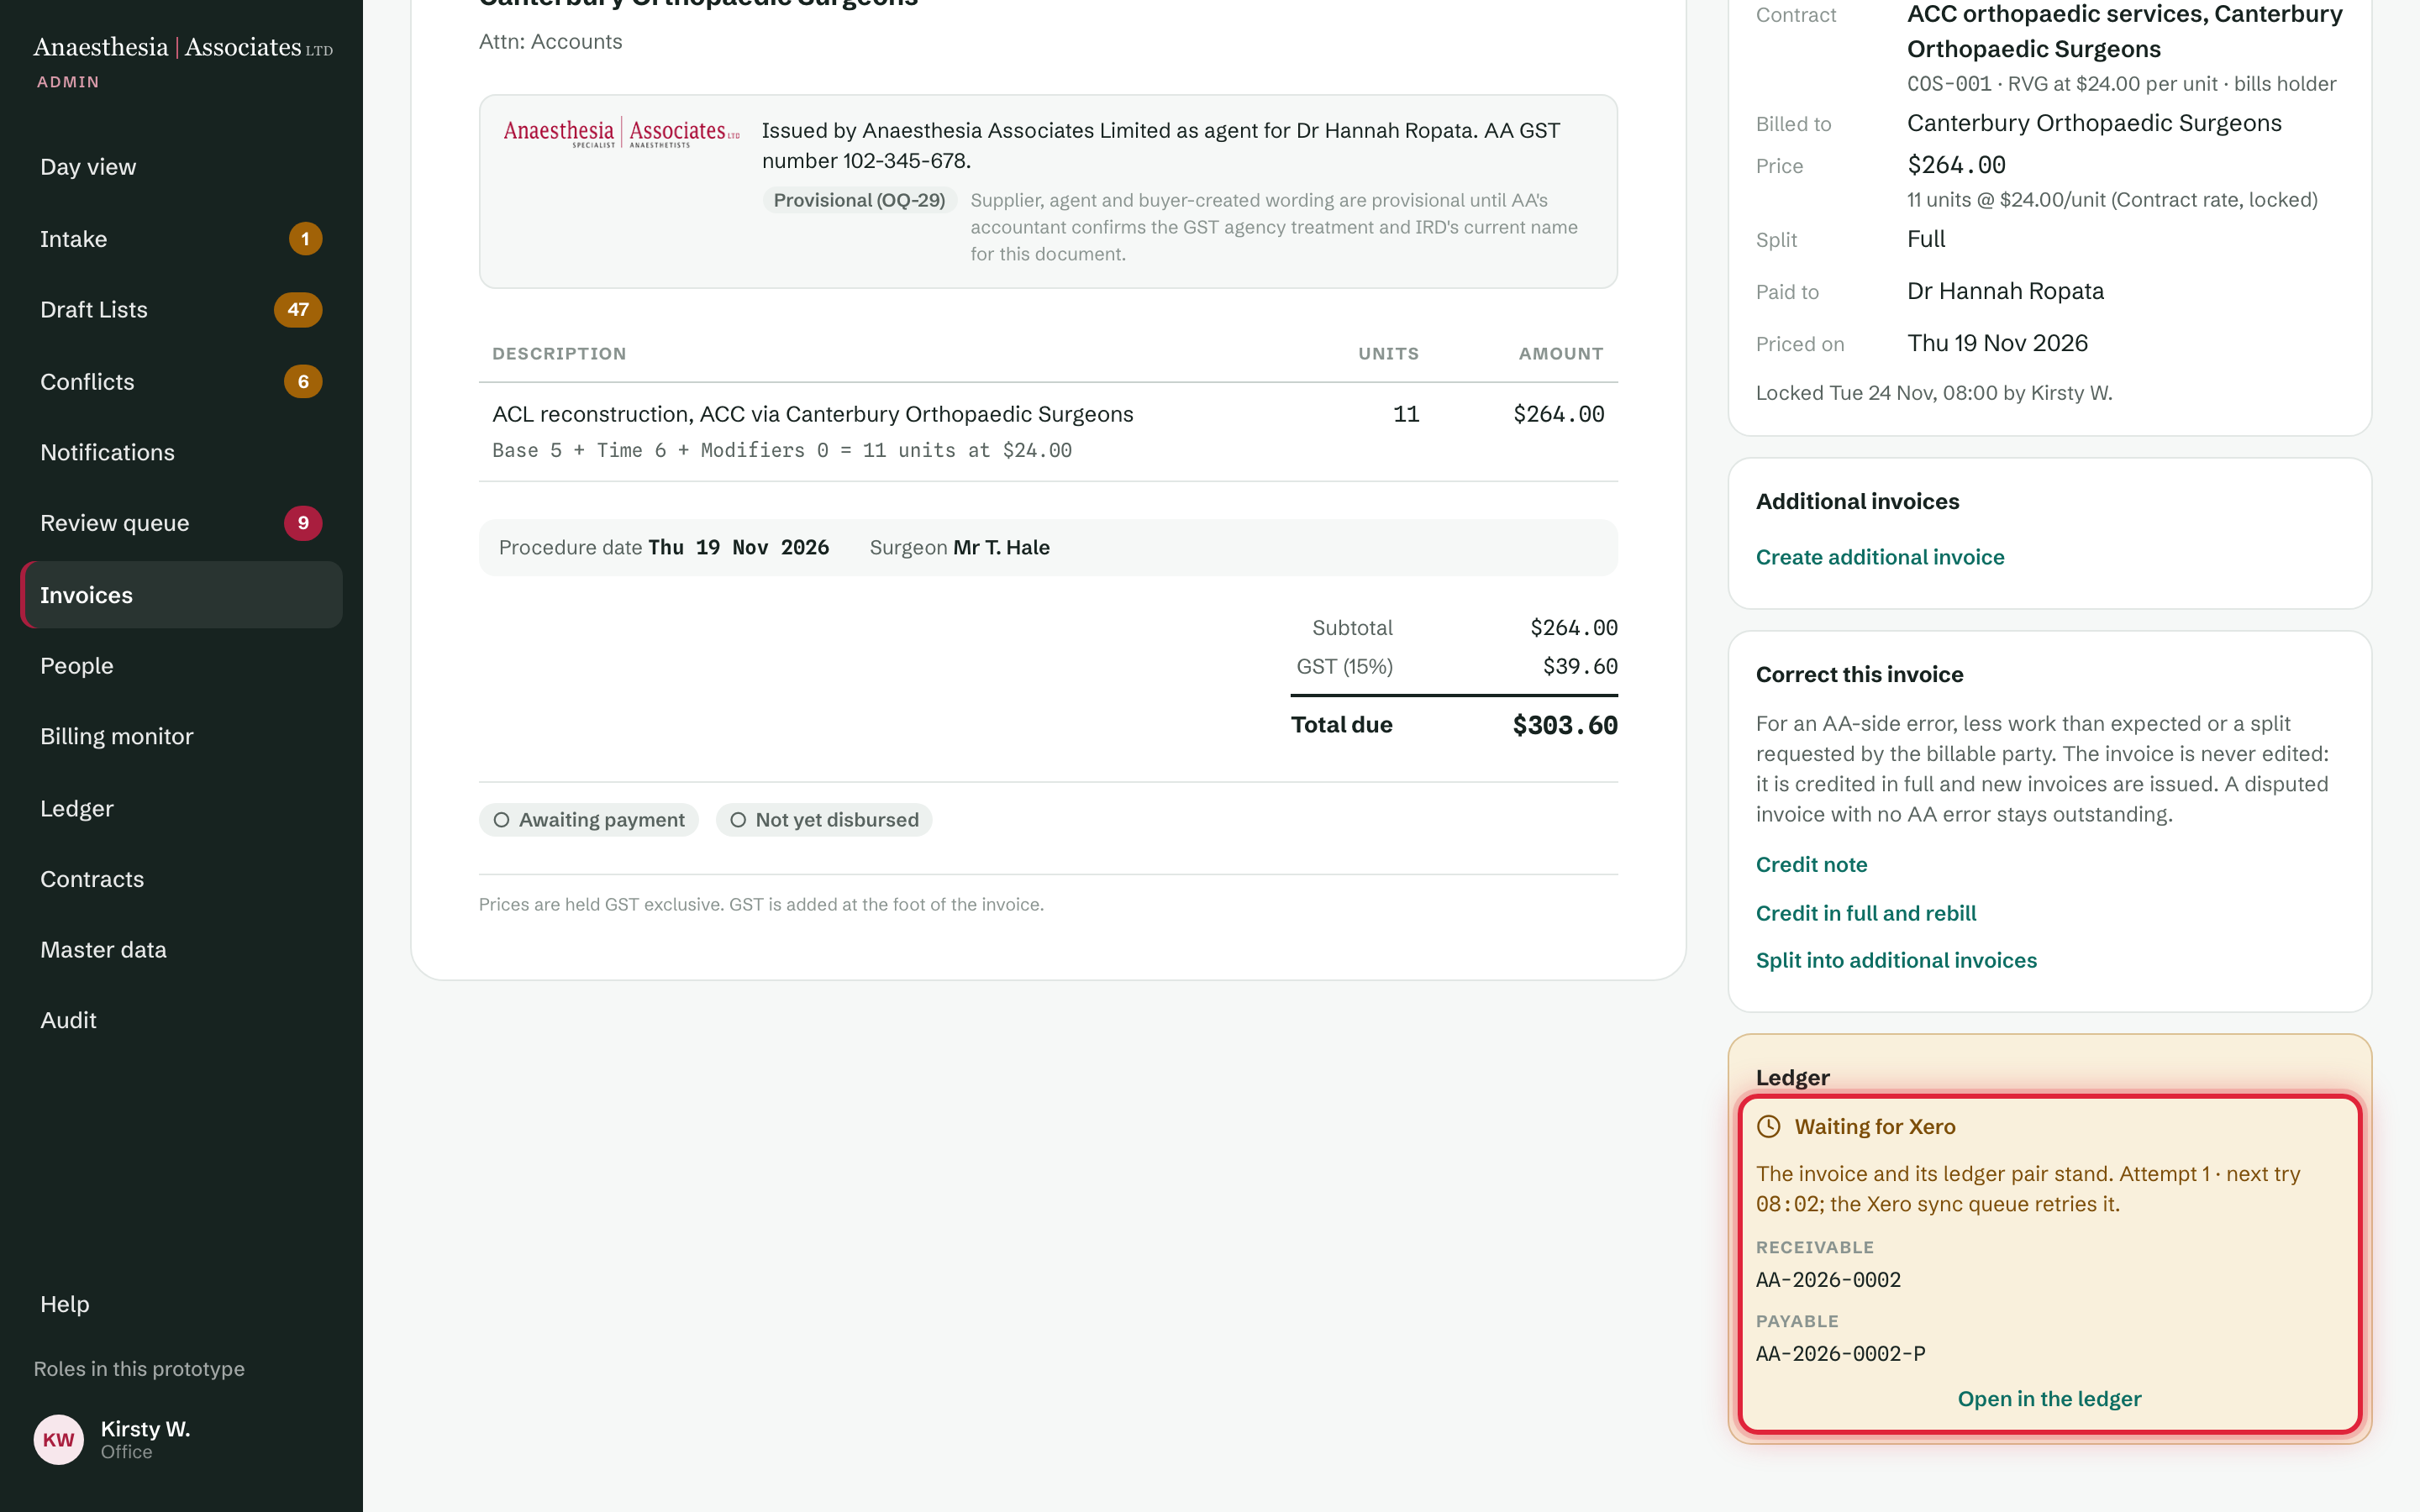 Anaesthesia | Associates LTD
ADMIN
Day view
Intake 1
Draft Lists 47
Conflicts 6
Notifications
Review queue 9
Invoices
People
Billing monitor
Ledger
Contracts
Master data
Audit
Help
Roles in this prototype
KW Kirsty W.
Office
Canterbury Orthopaedic Surgeons
Attn: Accounts
Anaesthesia | Associates LTD
SPECIALIST ANAESTHETISTS
Issued by Anaesthesia Associates Limited as agent for Dr Hannah Ropata. AA GST
number 102-345-678.
Provisional (OQ-29) Supplier, agent and buyer-created wording are provisional until AA's
accountant confirms the GST agency treatment and IRD's current name
for this document.
DESCRIPTION UNITS AMOUNT
ACL reconstruction, ACC via Canterbury Orthopaedic Surgeons 11 $264.00
Base 5 + Time 6 + Modifiers 0 = 11 units at $24.00
Procedure date Thu 19 Nov 2026 Surgeon Mr T. Hale
Subtotal $264.00
GST (15%) $39.60
Total due $303.60
Awaiting payment Not yet disbursed
Prices are held GST exclusive. GST is added at the foot of the invoice.
Contract ACC orthopaedic services, Canterbury
Orthopaedic Surgeons
COS-001 · RVG at $24.00 per unit · bills holder
Billed to Canterbury Orthopaedic Surgeons
Price $264.00
11 units @ $24.00/unit (Contract rate, locked)
Split Full
Paid to Dr Hannah Ropata
Priced on Thu 19 Nov 2026
Locked Tue 24 Nov, 08:00 by Kirsty W.
Additional invoices
Create additional invoice
Correct this invoice
For an AA-side error, less work than expected or a split
requested by the billable party. The invoice is never edited:
it is credited in full and new invoices are issued. A disputed
invoice with no AA error stays outstanding.
Credit note
Credit in full and rebill
Split into additional invoices
Ledger
Waiting for Xero
The invoice and its ledger pair stand. Attempt 1 · next try
08:02; the Xero sync queue retries it.
RECEIVABLE
AA-2026-0002
PAYABLE
AA-2026-0002-P
Open in the ledger